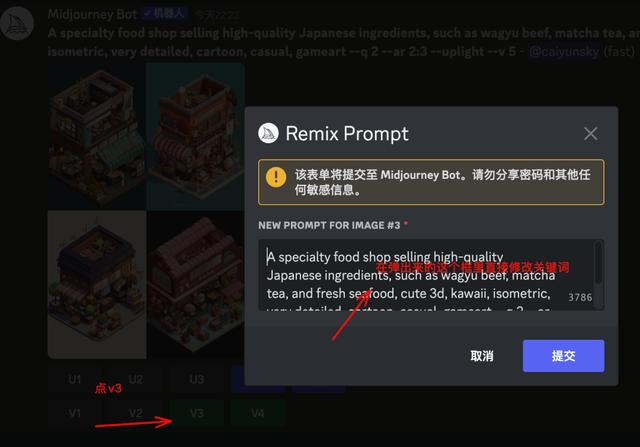 Midjourney Bot ✓机器人 今天22:23
A specialty food shop selling high-quality Japanese ingredients, such as wagyu beef, matcha tea, an
isometric, very detailed, cartoon, casual, gameart --q 2 --ar 2:3 --uplight --v 5 - @caiyunsky (fast)
Remix Prompt
该表单将提交至 Midjourney Bot。请勿分享密码和其他任
何敏感信息。
NEW PROMPT FOR IMAGE #3 *
A specialty food shop selling high-quality
在弹出来的这个框里直接修改关键词
Japanese ingredients, such as wagyu beef, matcha
tea, and fresh seafood, cute 3d, kawaii, isometric,
very detailed, cartoon, casual, gameart --q 2 --ar
3786
取消
提交
U1
U2
U3
点v3
V1
V2
V3
V4